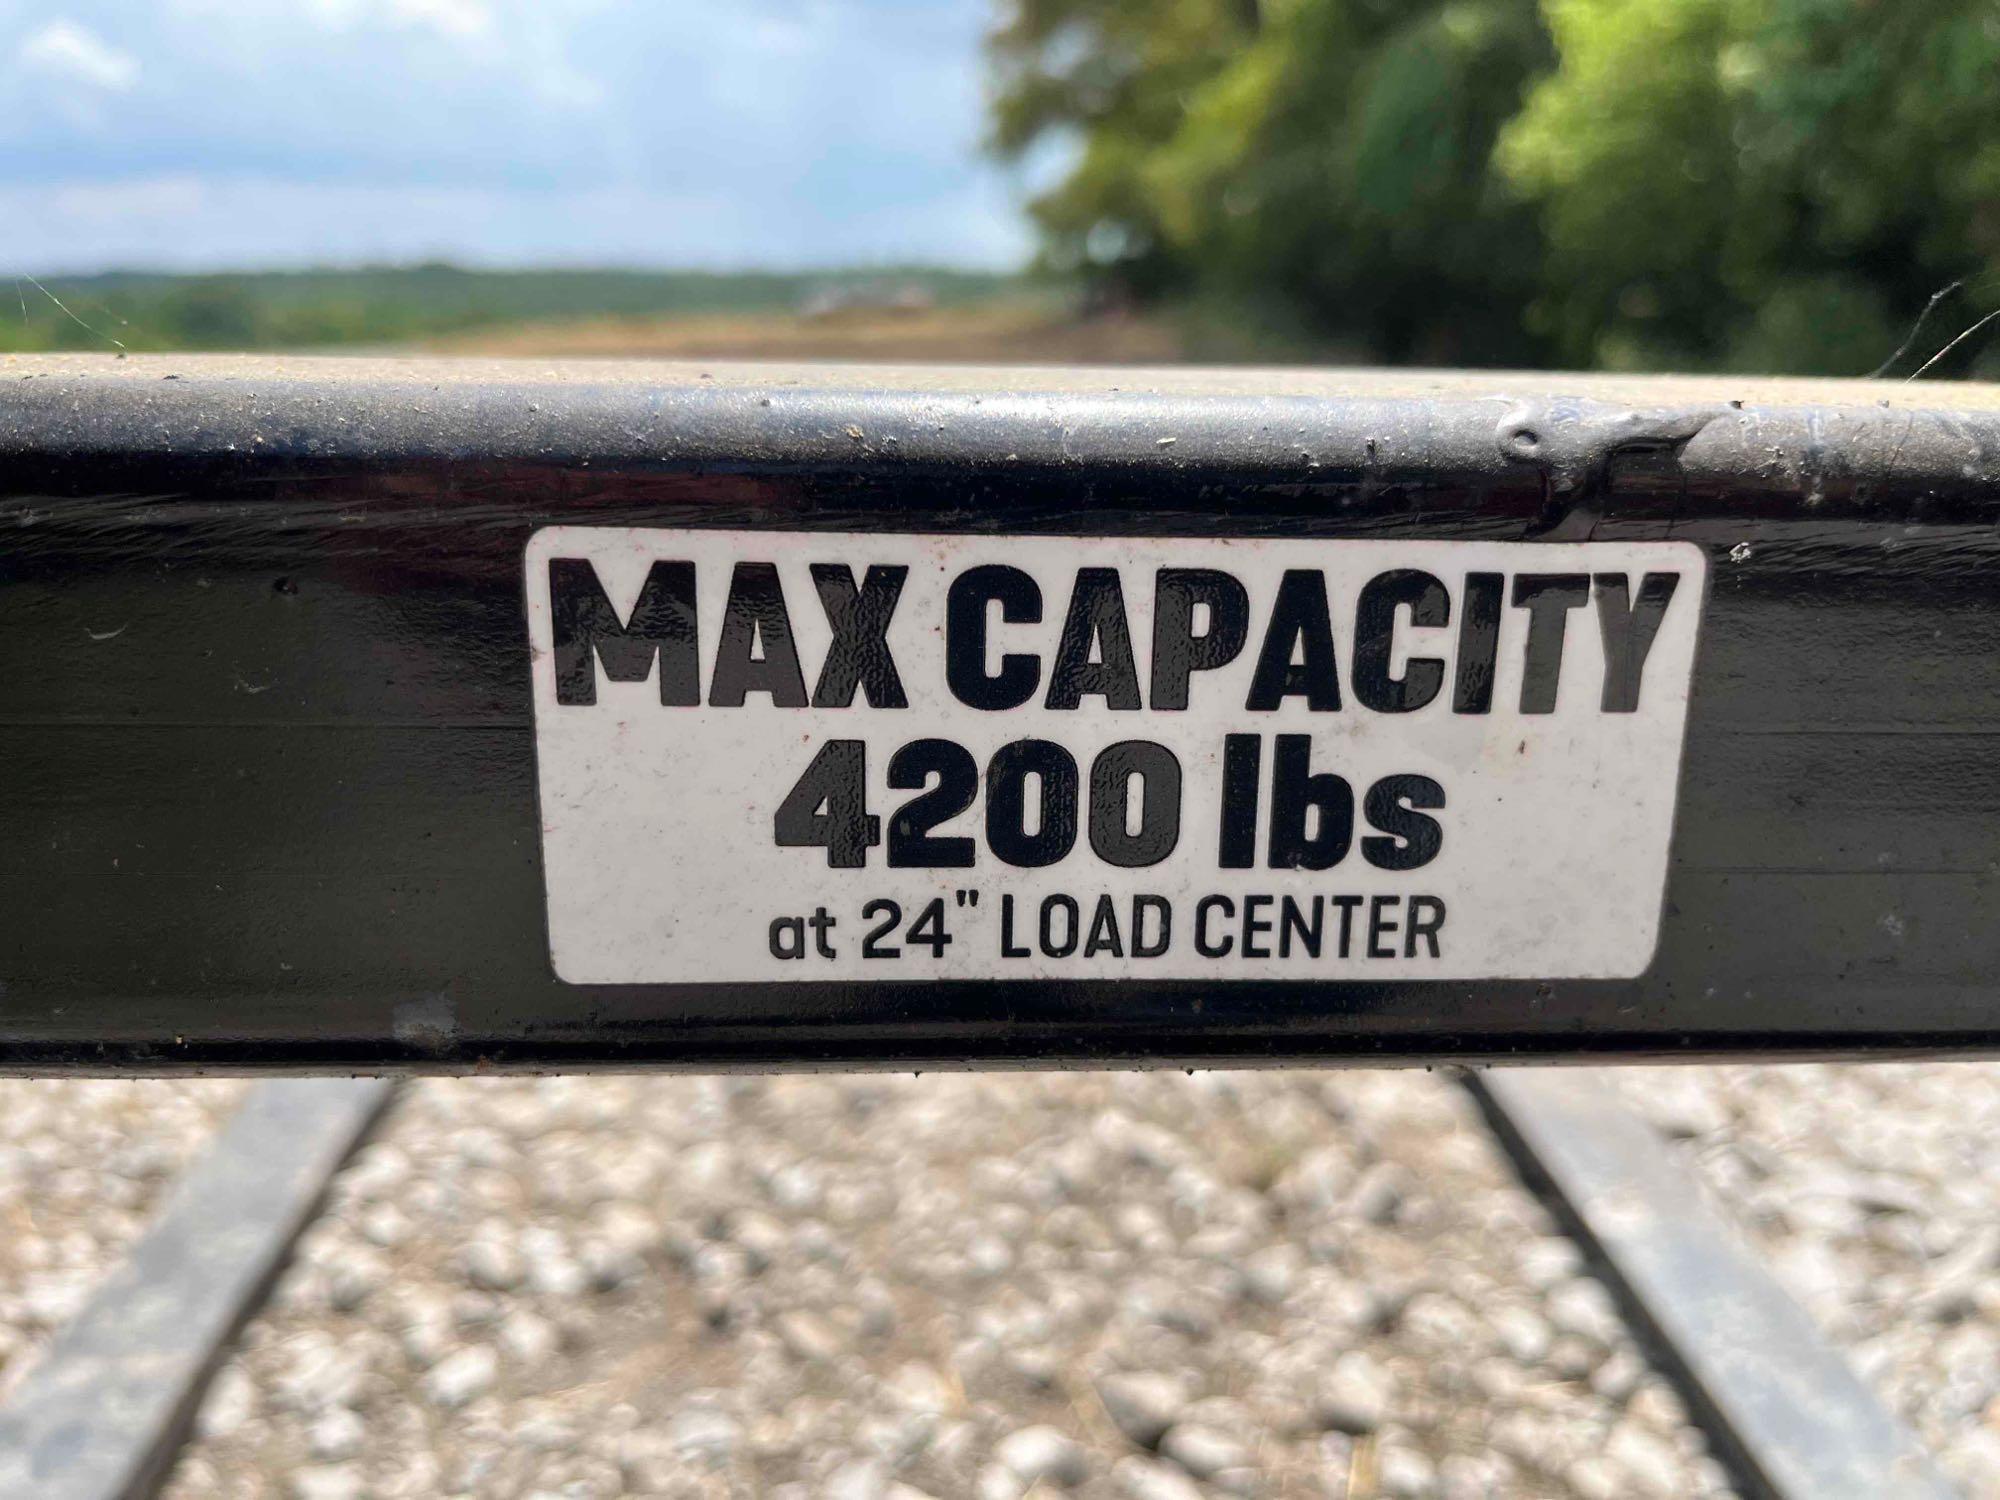 MAX CAPACITY
4200 lbs
at 24" LOAD CENTER